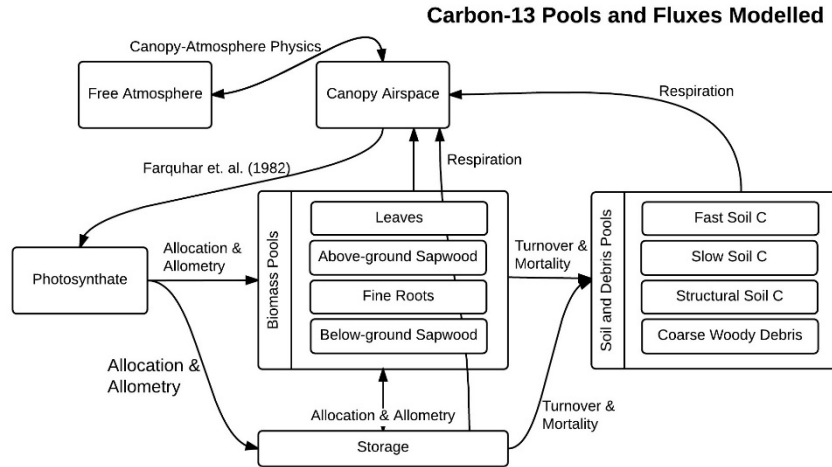 Carbon-13 Pools and Fluxes Modelled
Canopy-Atmosphere Physics
Free Atmosphere
Canopy Airspace
Respiration
Farquhar et. al. (1982)
Respiration
Photosynthate
Allocation &
Allometry
Biomass Pools
Leaves
Above-ground Sapwood
Fine Roots
Below-ground Sapwood
Turnover &
Mortality
Soil and Debris Pools
Fast Soil C
Slow Soil C
Structural Soil C
Coarse Woody Debris
Allocation &
Allometry
Allocation & Allometry
Turnover &
Mortality
Storage